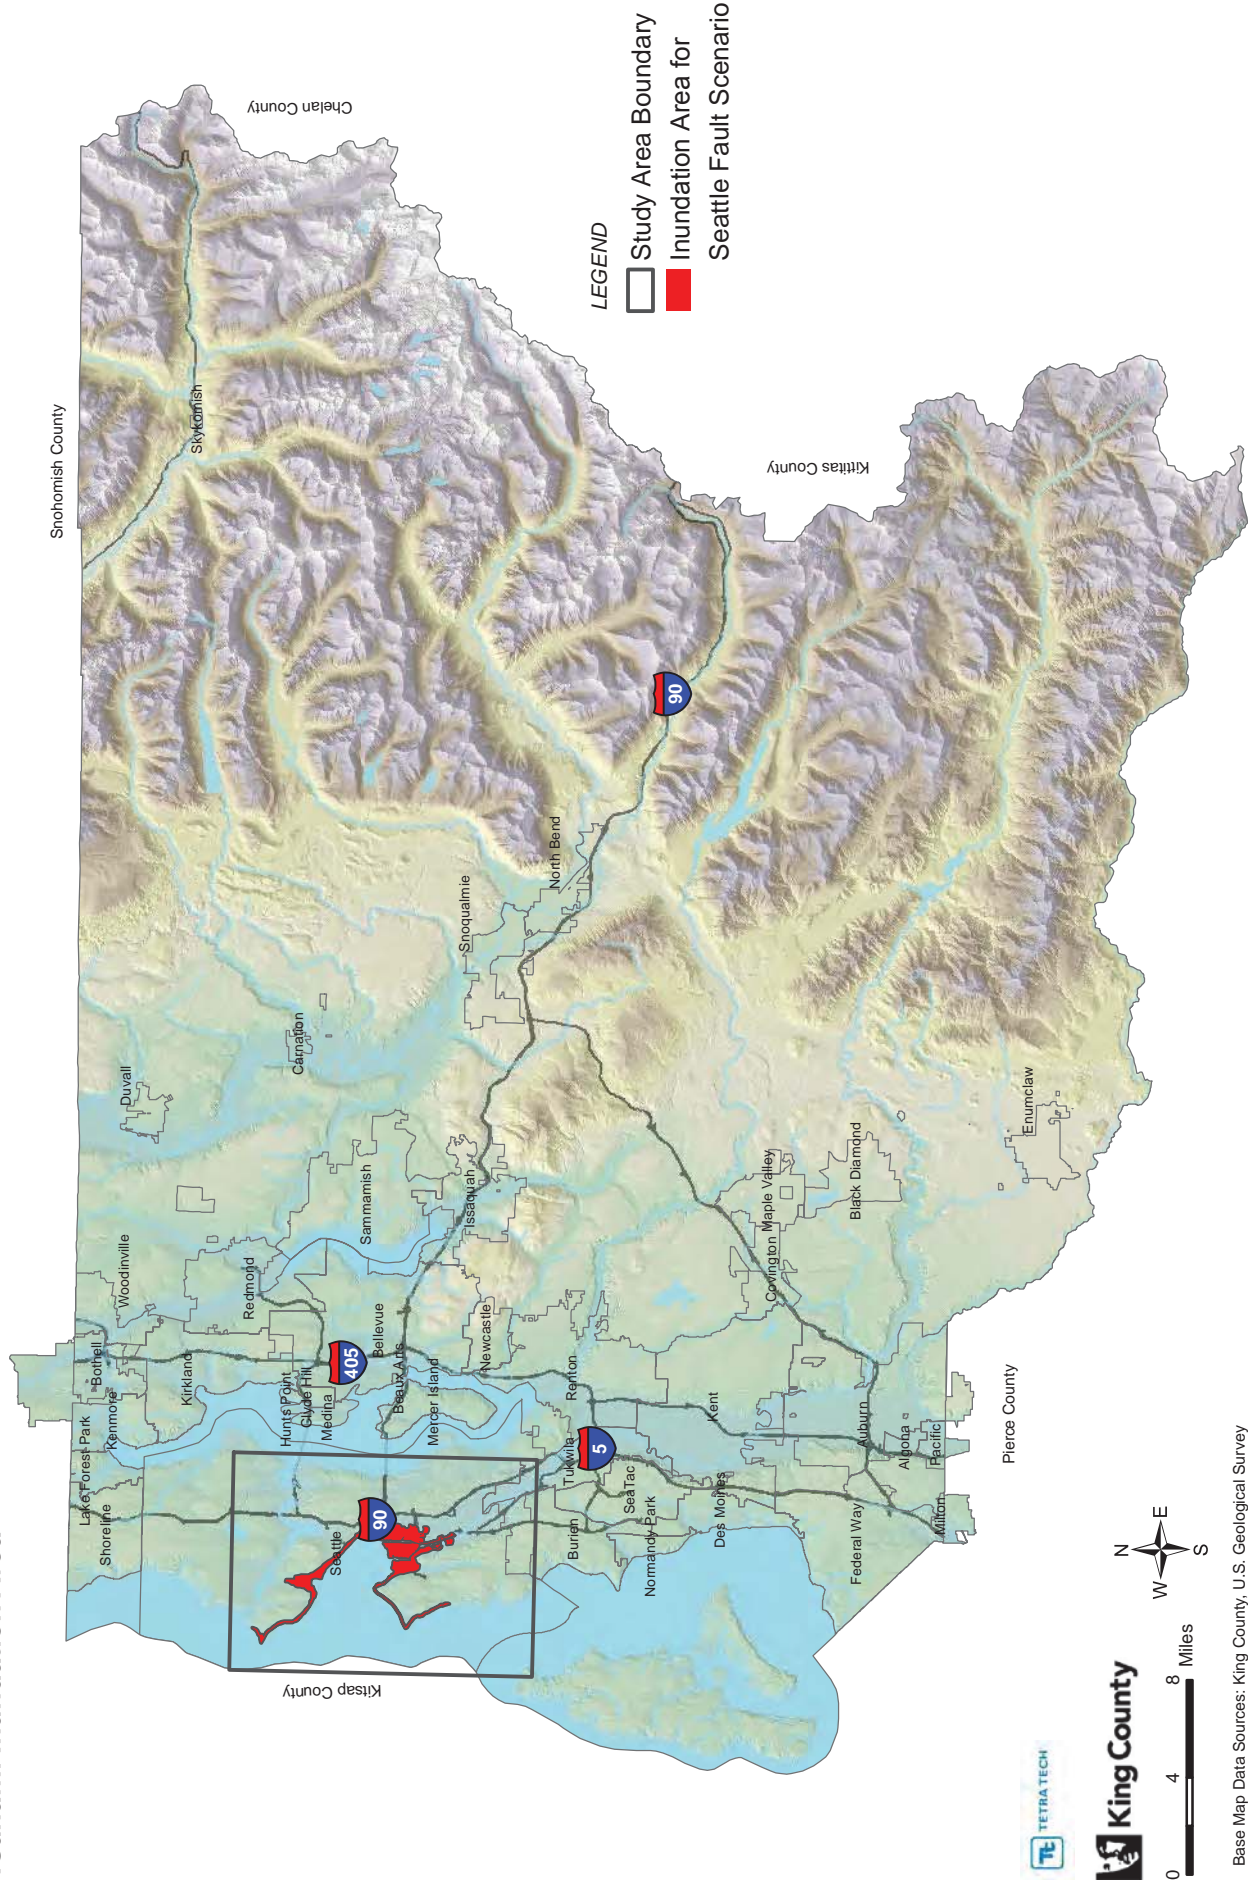 Snohomish County
Chelan County
Kittitas County
Pierce County
Kitsap County
Skykomish
Duvall
Carnation
Snoqualmie
North Bend
Woodinville
Bothell
Kenmore
Lake Forest Park
Shoreline
Kirkland
Redmond
Sammamish
Hunts Point
Clyde Hill
Medina
405
Bellevue
Beaux Arts
Mercer Island
Issaquah
Newcastle
Seattle
90
90
Renton
Tukwila
5
Burien
SeaTac
Normandy Park
Des Moines
Kent
Covington
Maple Valley
Black Diamond
Enumclaw
Auburn
Algona
Pacific
Federal Way
Milton
LEGEND
Study Area Boundary
Inundation Area for
Seattle Fault Scenario
N
W
E
S
TETRA TECH
King County
0
4
8
Miles
Base Map Data Sources: King County, U.S. Geological Survey